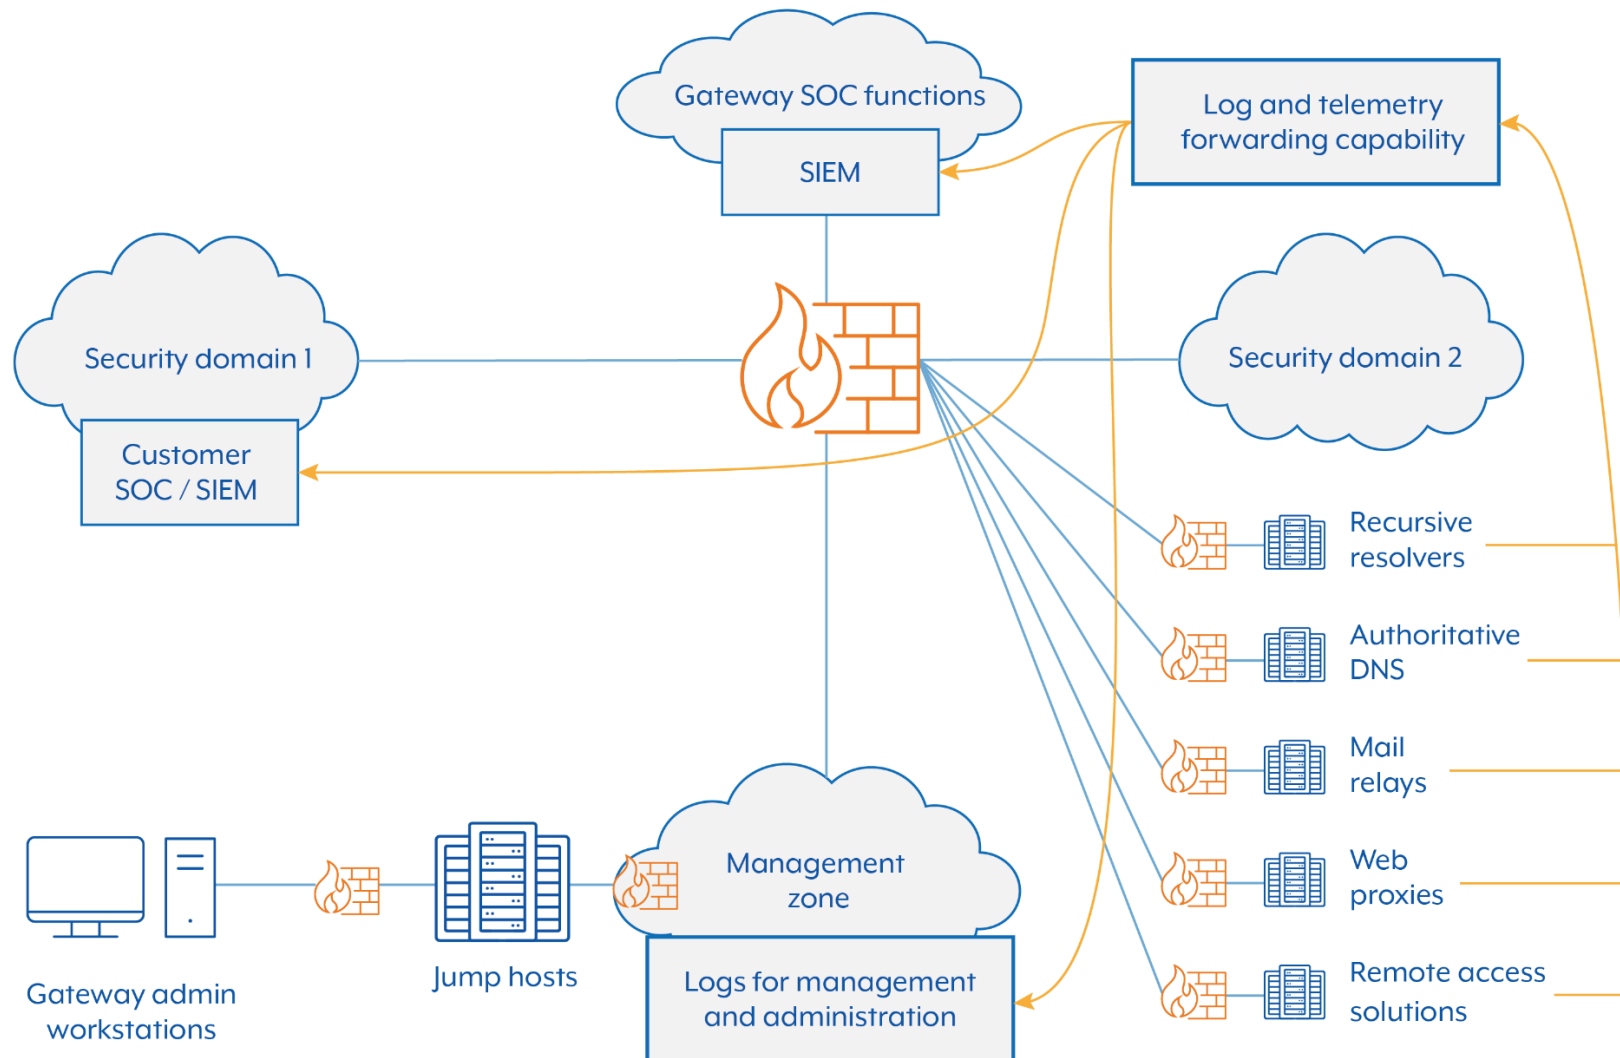 Gateway SOC functions
SIEM
Log and telemetry
forwarding capability
Security domain 1
Customer
SOC / SIEM
Security domain 2
Recursive
resolvers
Authoritative
DNS
Mail
relays
Web
proxies
Remote access
solutions
Management
zone
Logs for management
and administration
Jump hosts
Gateway admin
workstations